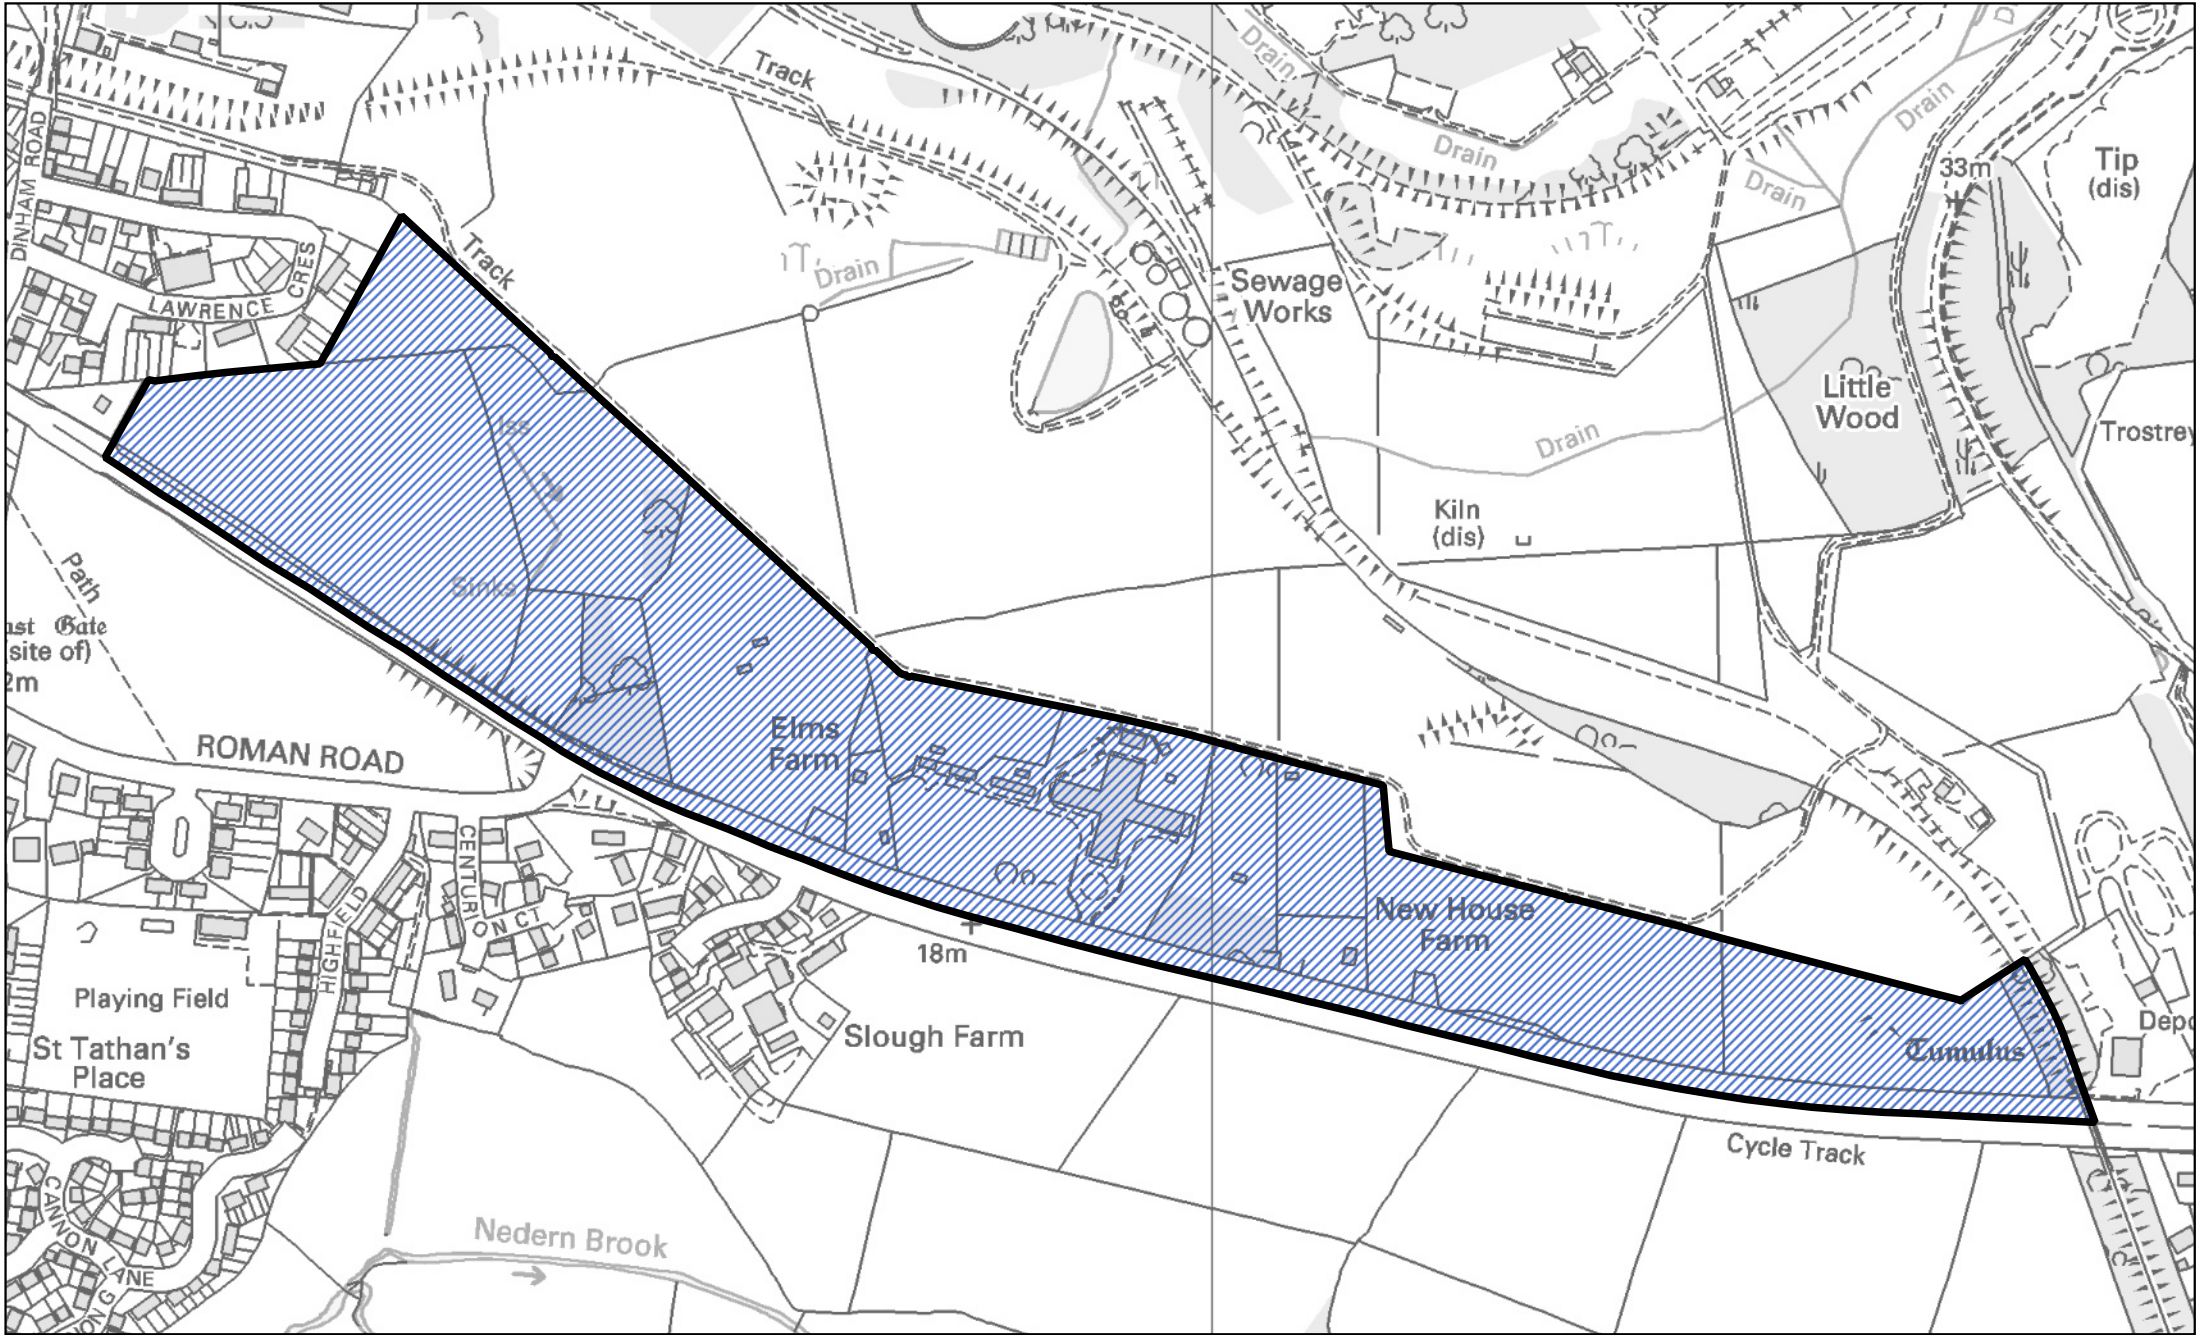 Track
Drain
Drain
Drain
Drain
33m
Tip
(dis)
DINHAM ROAD
Track
Drain
LAWRENCE
CRES
Sewage
Works
Little
Wood
Iss
Drain
Kiln
(dis)
Sinks
Path
Gate
site of)
2m
ROMAN ROAD
Elms
Farm
New House
Farm
18m
CENTURION CT
HIGHFIELD
Playing Field
St Tathan's
Place
Slough Farm
Tumulus
Cycle Track
CANNON
LANE
Nedern Brook